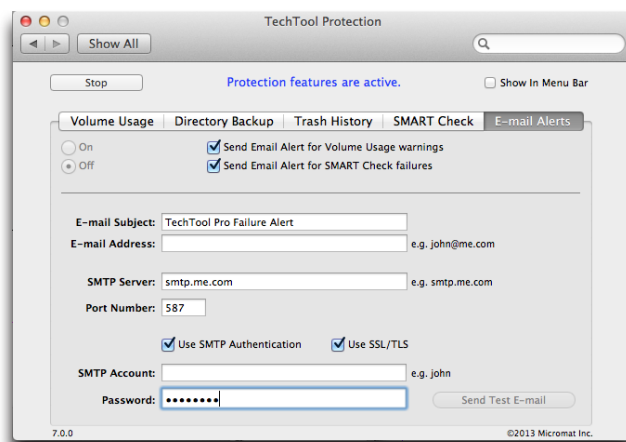 TechTool Protection
Show All
Stop
Protection features are active.
Show In Menu Bar
Volume Usage
Directory Backup
Trash History
SMART Check
E-mail Alerts
On
Send Email Alert for Volume Usage warnings
Off
Send Email Alert for SMART Check failures
E-mail Subject: TechTool Pro Failure Alert
E-mail Address: e.g. john@me.com
SMTP Server: smtp.me.com e.g. smtp.me.com
Port Number: 587
Use SMTP Authentication
Use SSL/TLS
SMTP Account: e.g. john
Password: ••••••••
Send Test E-mail
7.0.0
©2013 Micromat Inc.